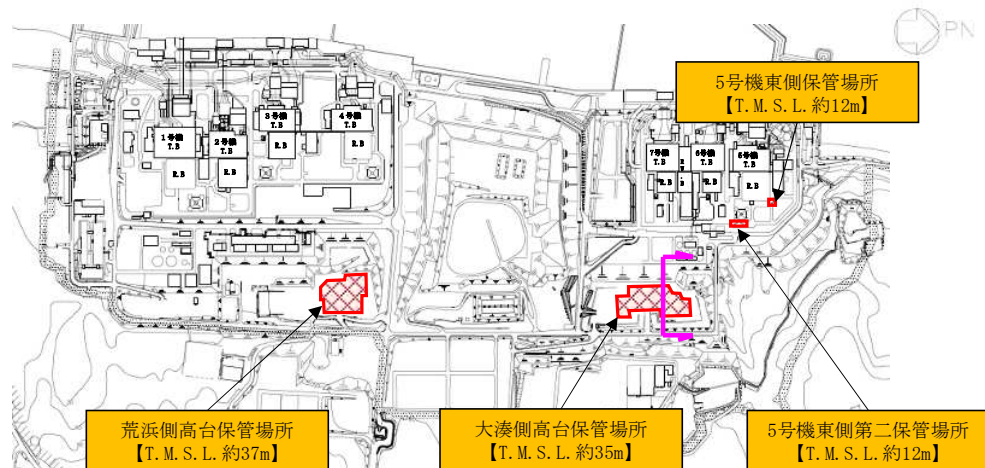 PN
5号機東側保管場所
【T.M.S.L.約12m】
1号機
T.B
2号機
T.B
3号機
T.B
4号機
T.B
R.B
R.B
R.B
R.B
7号機
T.B
6号機
T.B
5号機
T.B
R.B
R.B
R.B
荒浜側高台保管場所
【T.M.S.L.約37m】
大湊側高台保管場所
【T.M.S.L.約35m】
5号機東側第二保管場所
【T.M.S.L.約12m】